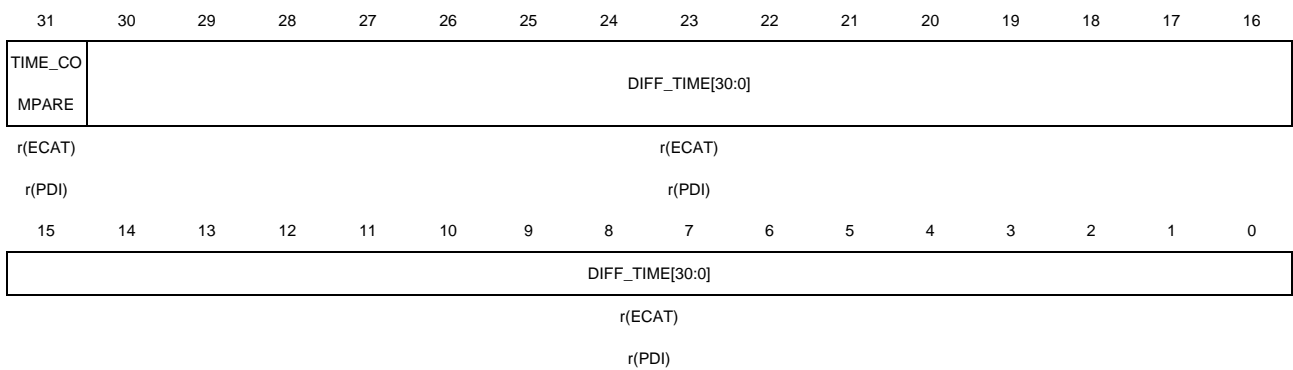 31 30 29 28 27 26 25 24 23 22 21 20 19 18 17 16
TIME_CO
MPARE
DIFF_TIME[30:0]
r(ECAT) r(ECAT)
r(PDI) r(PDI)
15 14 13 12 11 10 9 8 7 6 5 4 3 2 1 0
DIFF_TIME[30:0]
r(ECAT)
r(PDI)